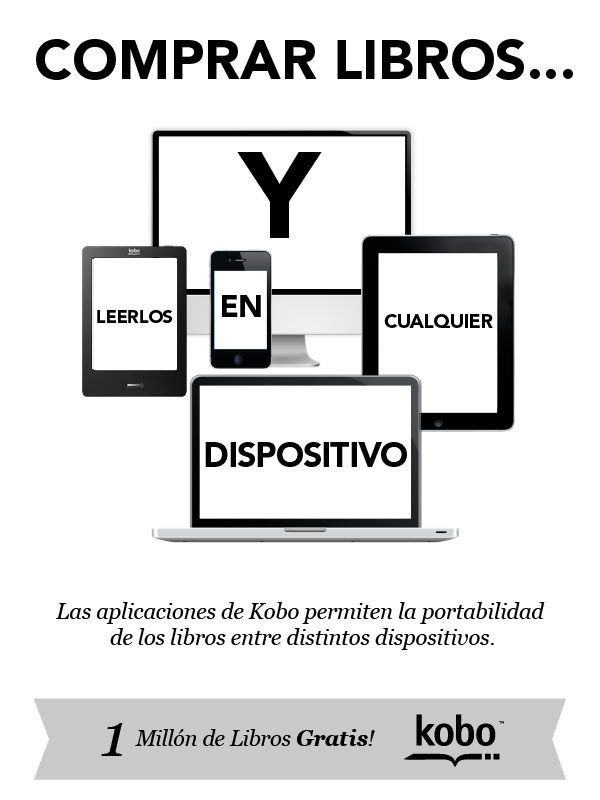 COMPRAR LIBROS...
Y
LEERLOS
EN
CUALQUIER
DISPOSITIVO
Las aplicaciones de Kobo permiten la portabilidad
de los libros entre distintos dispositivos.
1 Millón de Libros Gratis!
kobo™
kobo